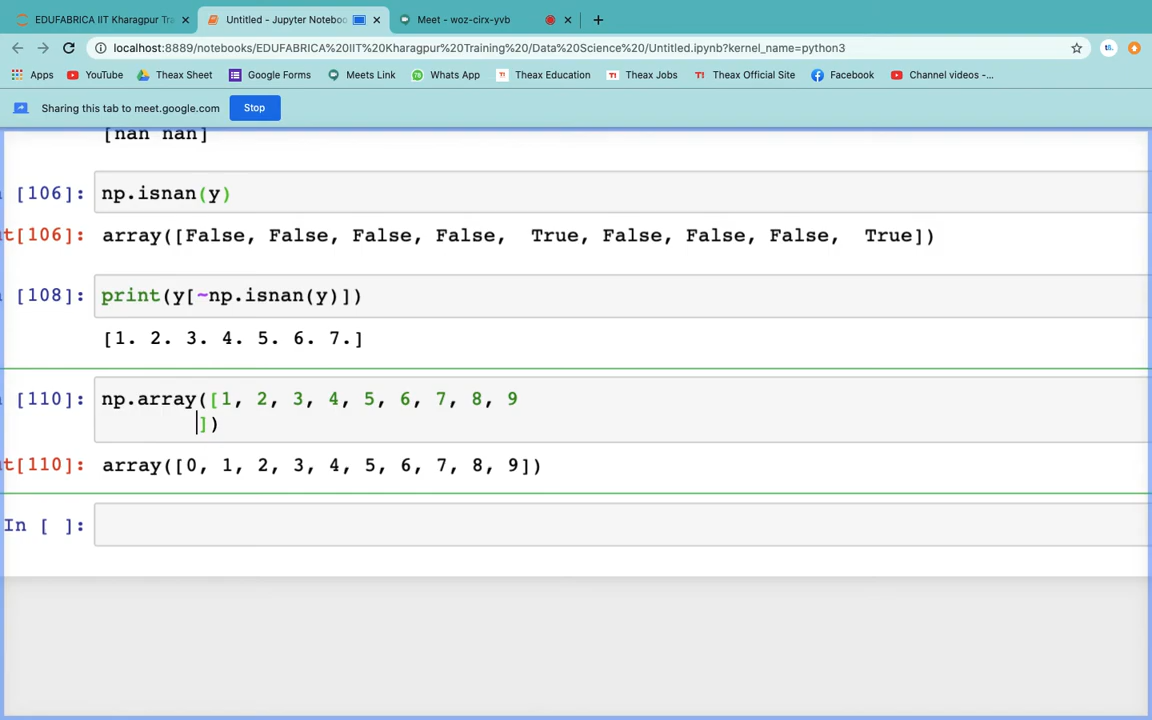 EDUFABRICA IIT Kharagpur Tra
Untitled - Jupyter Noteboo
Meet - woz-cirx-yvb
localhost:8889/notebooks/EDUFABRICA%20IIT%20Kharagpur%20Training%20/Data%20Science%20/Untitled.ipynb?kernel_name=python3
Apps
YouTube
Theax Sheet
Google Forms
Meets Link
Whats App
T! Theax Education
T! Theax Jobs
T! Theax Official Site
Facebook
Channel videos -...
Sharing this tab to meet.google.com
Stop
[nan nan]
[106]: np.isnan(y)
t[106]: array([False, False, False, False,  True, False, False, False,  True])
[108]: print(y[~np.isnan(y)])
[1. 2. 3. 4. 5. 6. 7.]
[110]: np.array([1, 2, 3, 4, 5, 6, 7, 8, 9
])
t[110]: array([0, 1, 2, 3, 4, 5, 6, 7, 8, 9])
In [ ]: